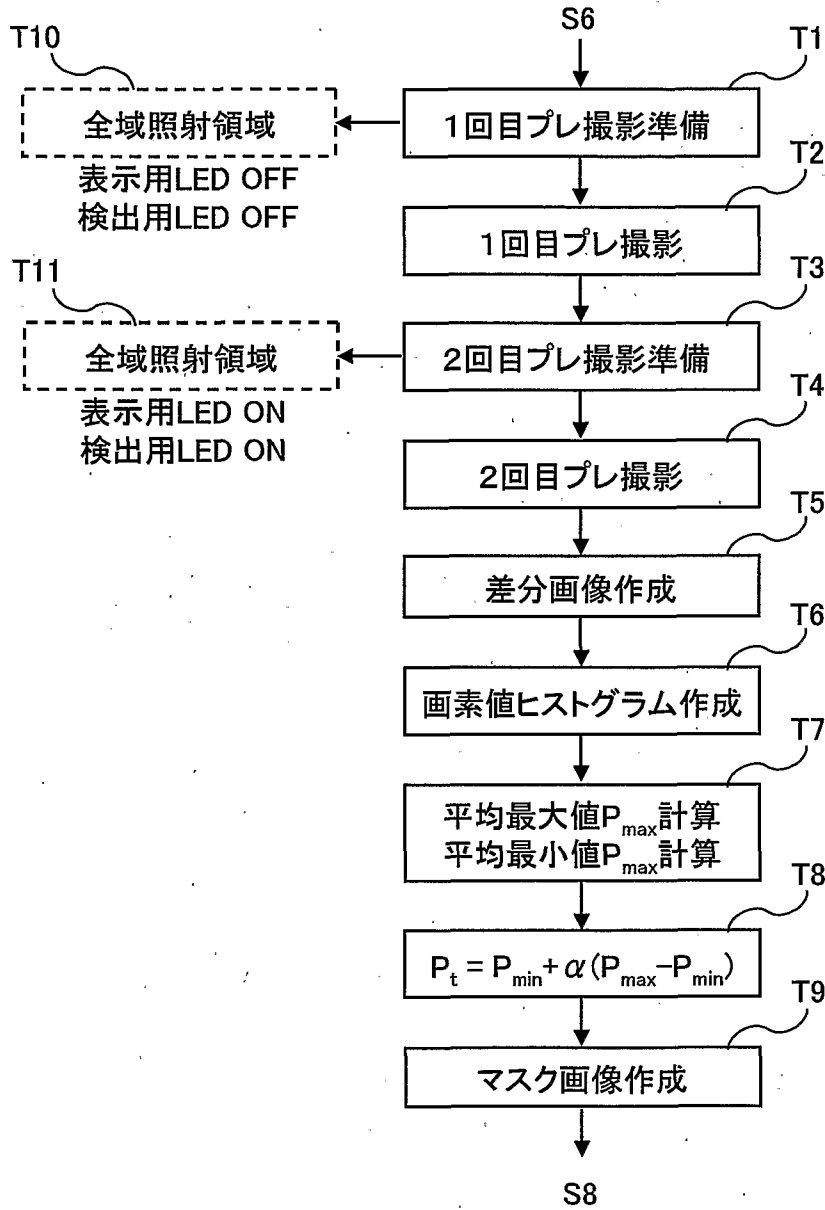 S6
T10
T1
全域照射領域
1回目プレ撮影準備
表示用LED OFF
検出用LED OFF
T2
1回目プレ撮影
T11
T3
全域照射領域
2回目プレ撮影準備
表示用LED ON
検出用LED ON
T4
2回目プレ撮影
T5
差分画像作成
T6
画素値ヒストグラム作成
T7
平均最大値Pmax計算
平均最小値Pmax計算
T8
Pt = Pmin+α(Pmax−Pmin)
T9
マスク画像作成
S8